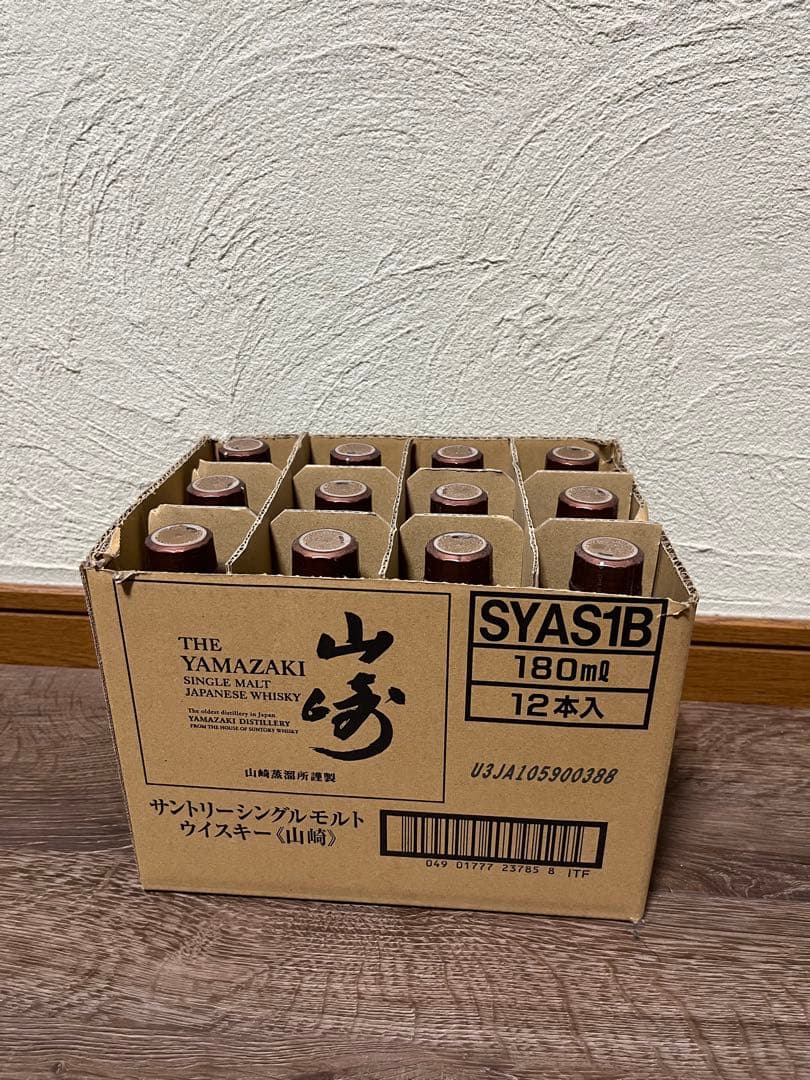 THE
YAMAZAKI
SINGLE MALT
JAPANESE WHISKY
The oldest distillery in Japan
YAMAZAKI DISTILLERY
FROM THE HOUSE OF SUNTORY WHISKY
山崎
山崎蒸溜所謹製
サントリーシングルモルト
ウイスキー《山崎》
SYAS1B
180mℓ
12本入
U3JA105900388
049 01777 23785 8 ITF